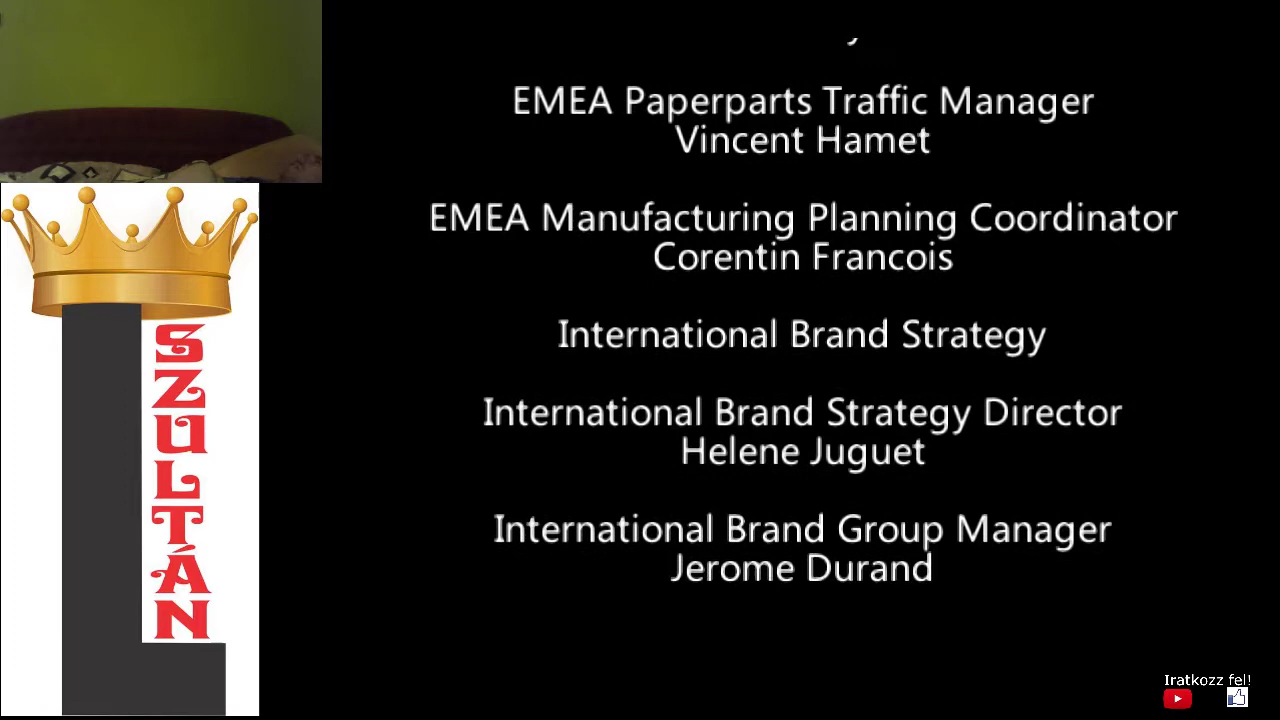 EMEA Paperparts Traffic Manager
Vincent Hamet
EMEA Manufacturing Planning Coordinator
Corentin Francois
International Brand Strategy
International Brand Strategy Director
Helene Juguet
International Brand Group Manager
Jerome Durand
L
SZULTÁN
Iratkozz fel!